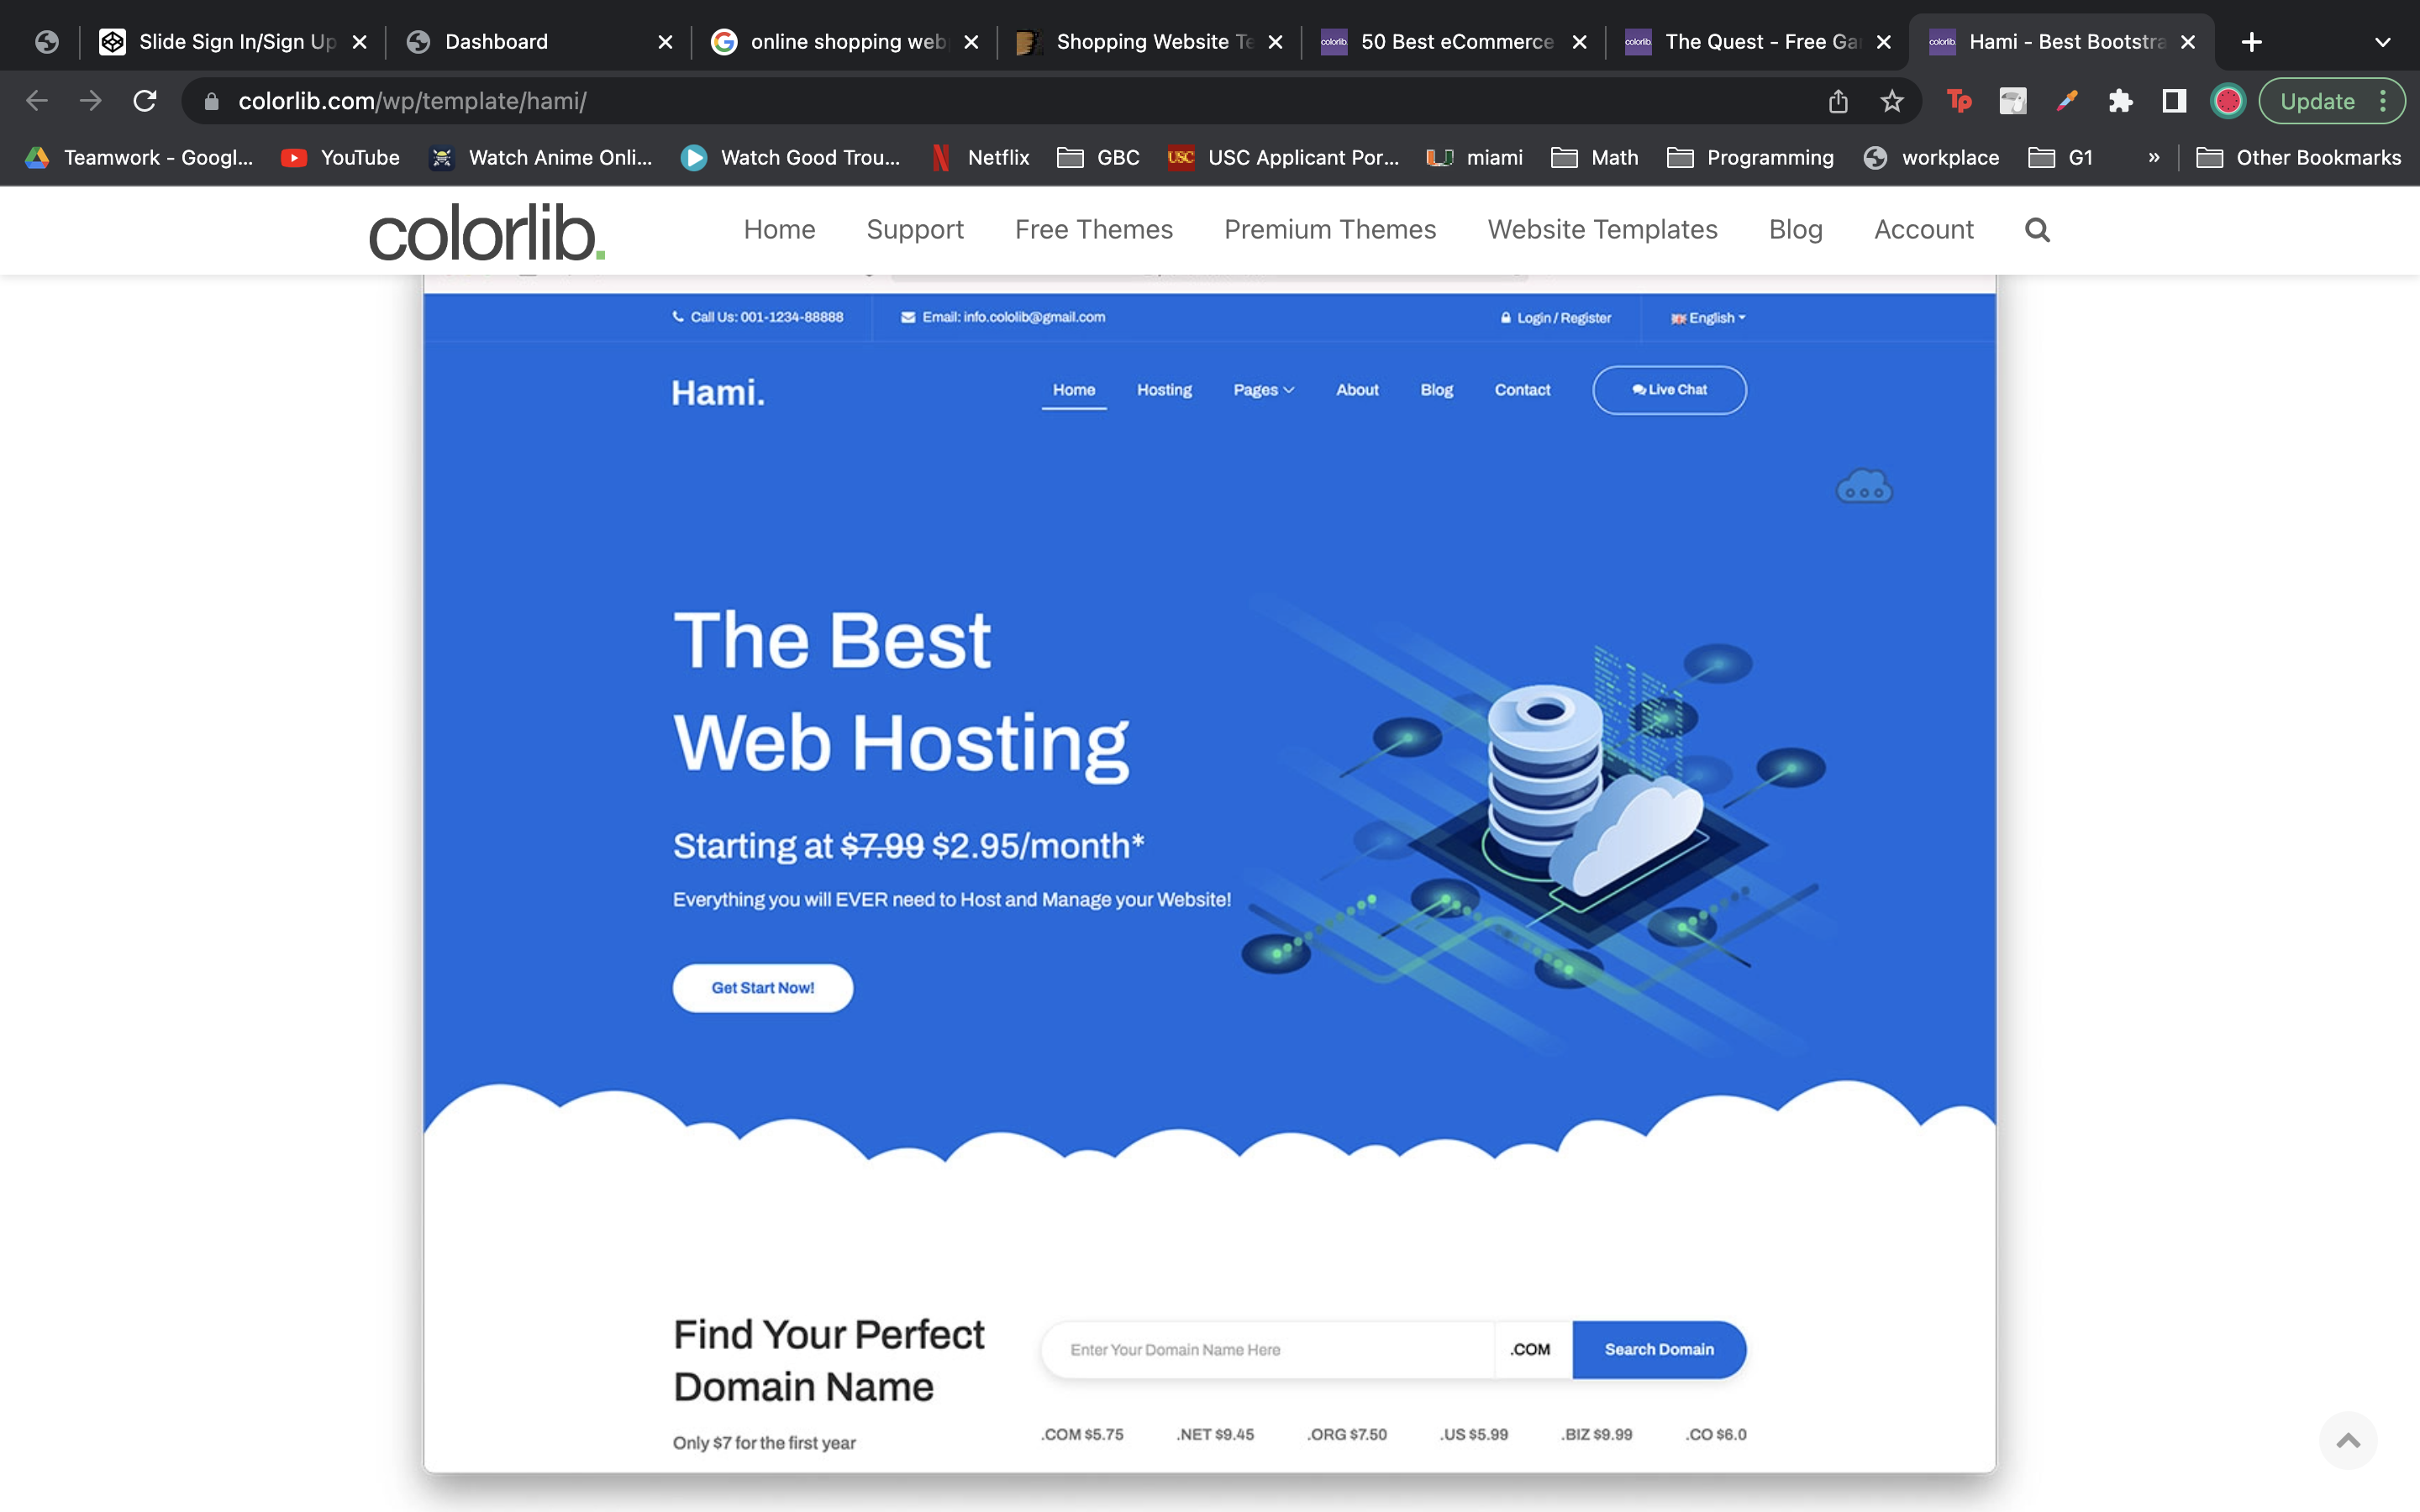 Slide Sign In/Sign Up
Dashboard
online shopping web
Shopping Website Te
50 Best eCommerce
The Quest - Free Ga
Hami - Best Bootstra
colorlib.com/wp/template/hami/
Tp
Update
Teamwork - Googl...
YouTube
Watch Anime Onli...
Watch Good Trou...
Netflix
GBC
USC
USC Applicant Por...
miami
Math
Programming
workplace
G1
»
Other Bookmarks
colorlib.
Home
Support
Free Themes
Premium Themes
Website Templates
Blog
Account
Call Us: 001-1234-88888
Email: info.cololib@gmail.com
Login / Register
English
Hami.
Home
Hosting
Pages
About
Blog
Contact
Live Chat
The Best
Web Hosting
Starting at $7.99 $2.95/month*
Everything you will EVER need to Host and Manage your Website!
Get Start Now!
Find Your Perfect
Domain Name
Only $7 for the first year
Enter Your Domain Name Here
.COM
Search Domain
.COM $5.75
.NET $9.45
.ORG $7.50
.US $5.99
.BIZ $9.99
.CO $6.0